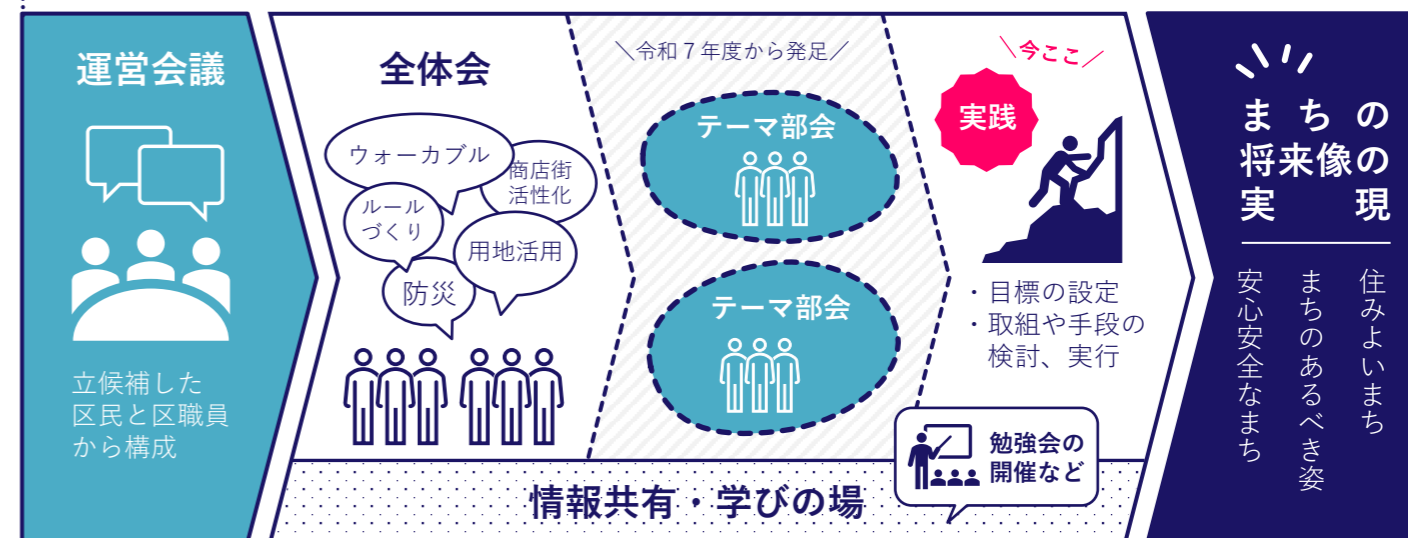 運営会議
立候補した
区民と区職員
から構成
全体会
ウォーカブル
商店街
活性化
ルール
づくり
用地活用
防災
＼令和７年度から発足／
テーマ部会
テーマ部会
＼今ここ／
実践
・目標の設定
・取組や手段の
検討、実行
勉強会の
開催など
情報共有・学びの場
まちの
将来像の
実現
住みよいまち
まちのあるべき姿
安心安全なまち